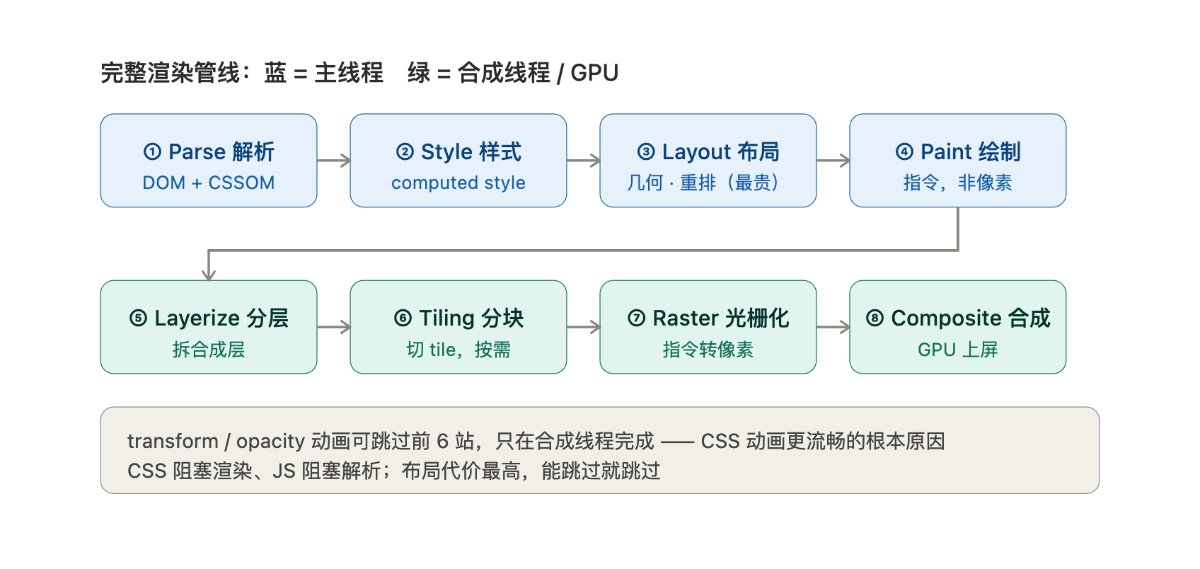 完整渲染管线：蓝 = 主线程　绿 = 合成线程 / GPU
① Parse 解析
DOM + CSSOM
② Style 样式
computed style
③ Layout 布局
几何 · 重排（最贵）
④ Paint 绘制
指令，非像素
⑤ Layerize 分层
拆合成层
⑥ Tiling 分块
切 tile，按需
⑦ Raster 光栅化
指令转像素
⑧ Composite 合成
GPU 上屏
transform / opacity 动画可跳过前 6 站，只在合成线程完成 —— CSS 动画更流畅的根本原因
CSS 阻塞渲染、JS 阻塞解析；布局代价最高，能跳过就跳过